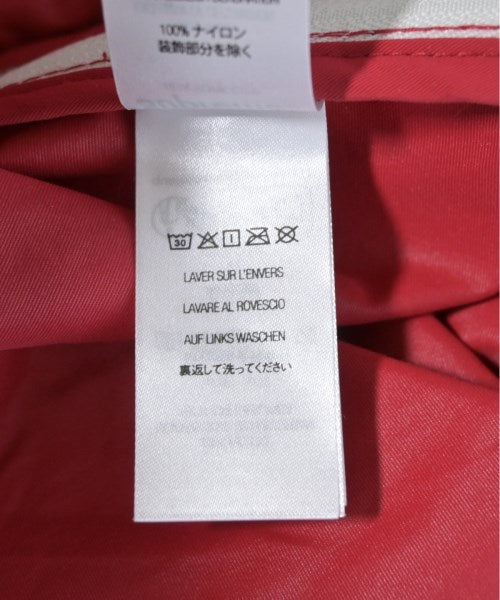 100% ナイロン
装飾部分を除く
30
LAVER SUR L'ENVERS
LAVARE AL ROVESCIO
AUF LINKS WASCHEN
裏返して洗ってください